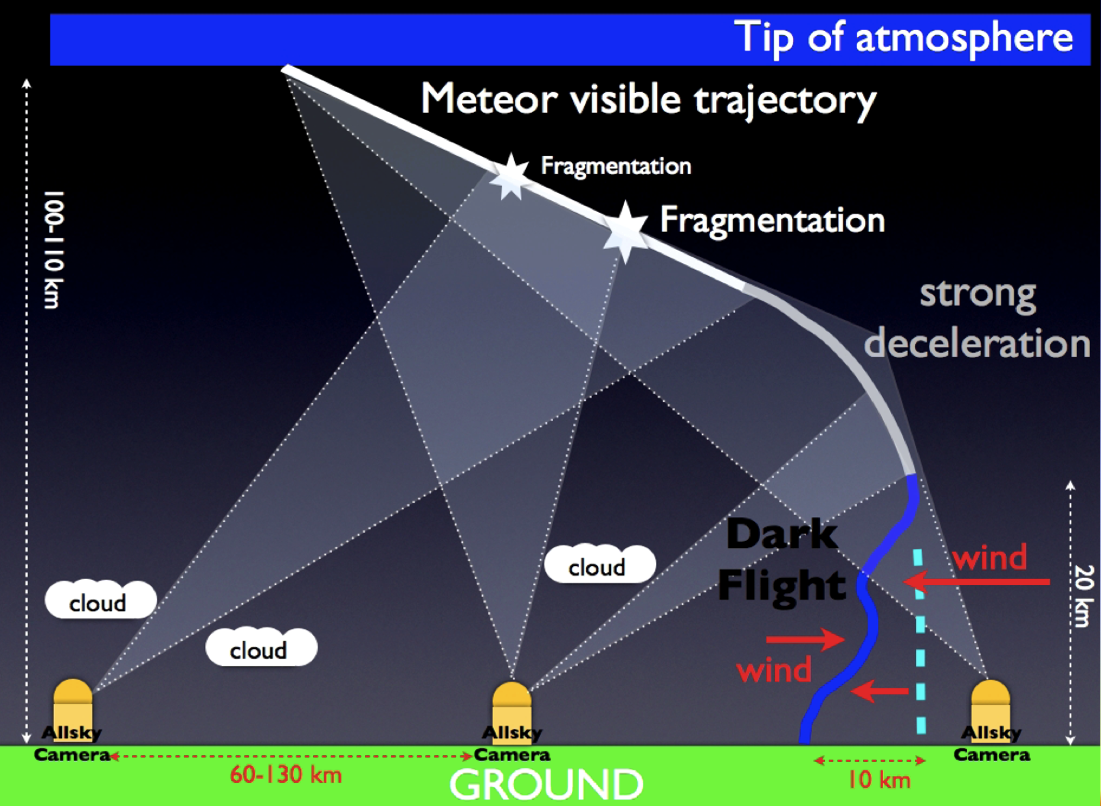 Tip of atmosphere
Meteor visible trajectory
Fragmentation
Fragmentation
100-110 km
strong
deceleration
Dark
Flight
wind
cloud
cloud
cloud
20 km
wind
Allsky
Camera
Allsky
Camera
Allsky
Camera
60-130 km
10 km
GROUND